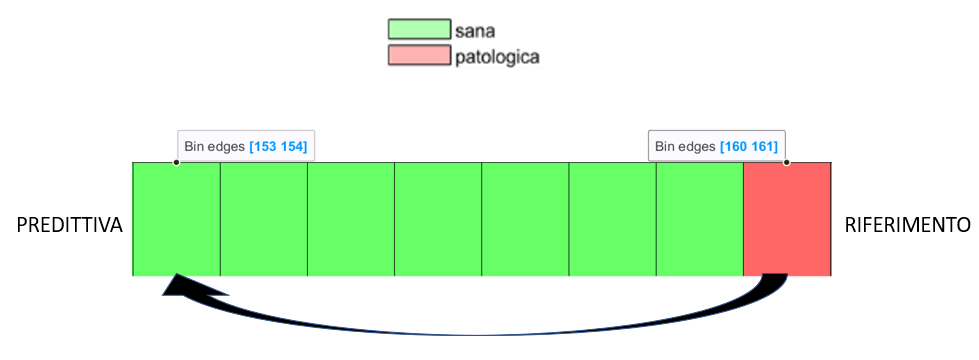 sana
patologica
Bin edges [153 154]
Bin edges [160 161]
PREDITTIVA
RIFERIMENTO